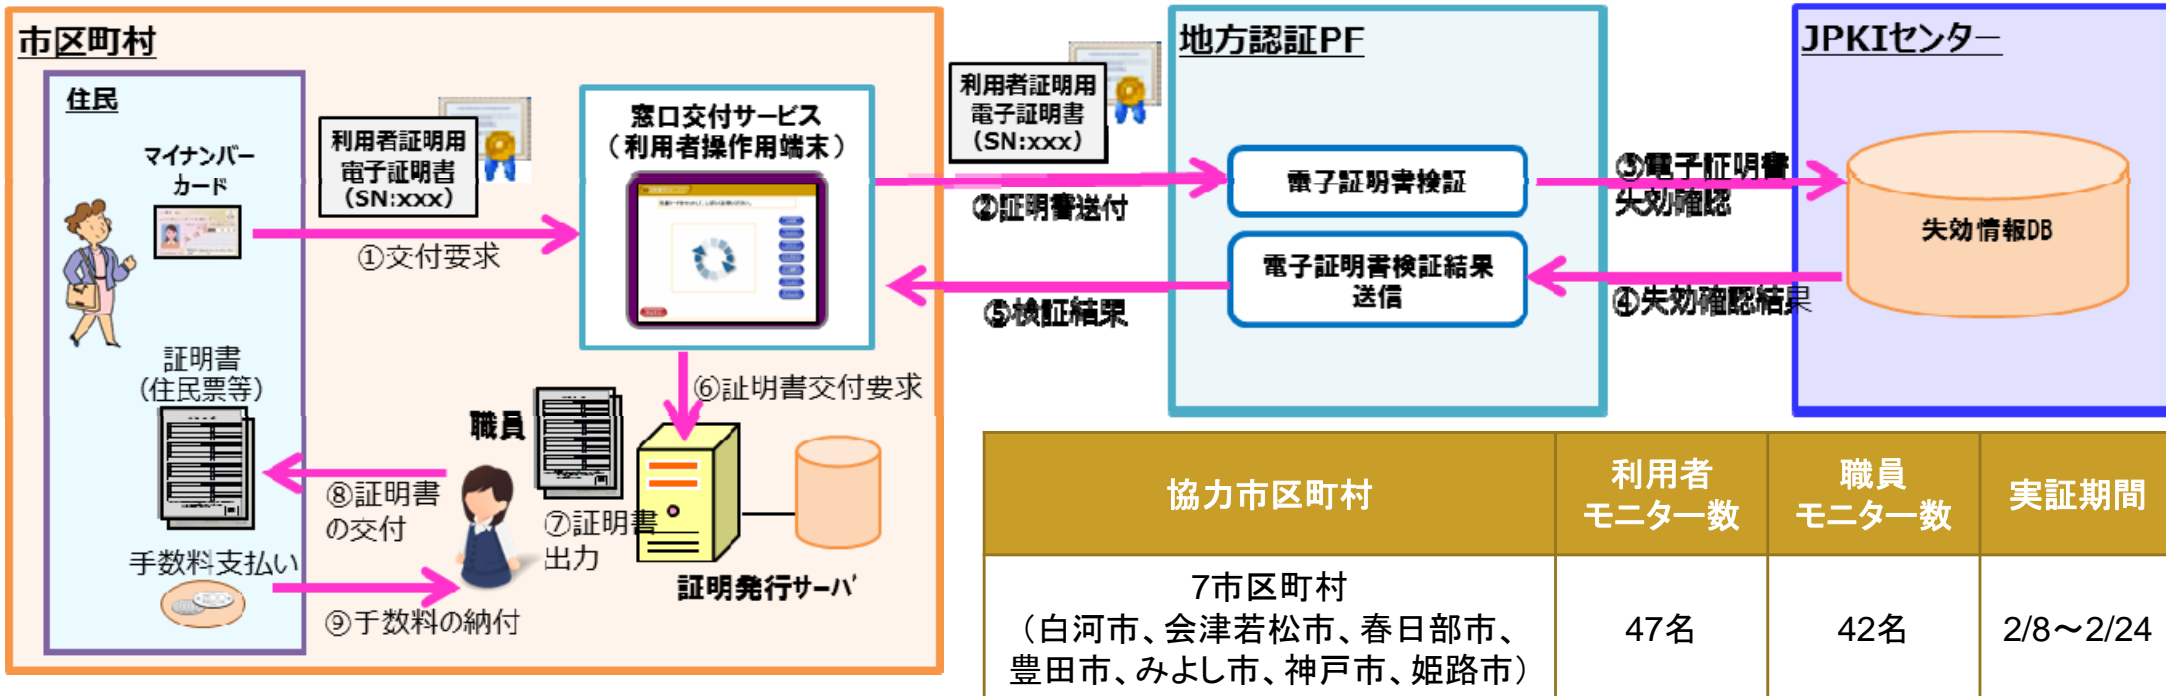 市区町村
住民
マイナンバー
カード
利用者証明用
電子証明書
（SN:xxx）
①交付要求
窓口交付サービス
（利用者操作用端末）
利用者証明用
電子証明書
（SN:xxx）
②証明書送付
地方認証PF
電子証明書検証
③電子証明書
失効確認
JPKIセンター
失効情報DB
④失効確認結果
電子証明書検証結果
送信
⑤検証結果
⑥証明書交付要求
証明書
（住民票等）
職員
⑦証明書
出力
証明発行サーバ
⑧証明書
の交付
手数料支払い
⑨手数料の納付
協力市区町村
利用者
モニター数
職員
モニター数
実証期間
7市区町村
（白河市、会津若松市、春日部市、
豊田市、みよし市、神戸市、姫路市）
47名
42名
2/8～2/24